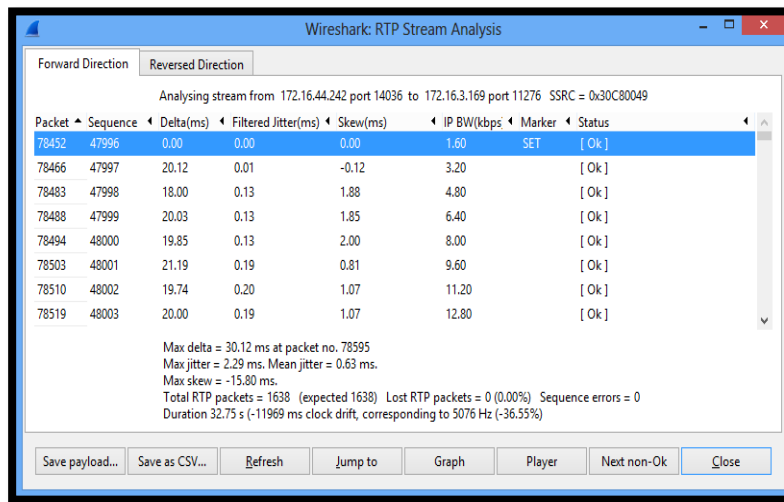 Wireshark: RTP Stream Analysis
Forward Direction Reversed Direction
Analysing stream from 172.16.44.242 port 14036 to 172.16.3.169 port 11276 SSRC = 0x30C80049
Packet Sequence Delta(ms) Filtered Jitter(ms) Skew(ms) IP BW(kbps) Marker Status
78452 47996 0.00 0.00 0.00 1.60 SET [ Ok ]
78466 47997 20.12 0.01 -0.12 3.20 [ Ok ]
78483 47998 18.00 0.13 1.88 4.80 [ Ok ]
78488 47999 20.03 0.13 1.85 6.40 [ Ok ]
78494 48000 19.85 0.13 2.00 8.00 [ Ok ]
78503 48001 21.19 0.19 0.81 9.60 [ Ok ]
78510 48002 19.74 0.20 1.07 11.20 [ Ok ]
78519 48003 20.00 0.19 1.07 12.80 [ Ok ]
Max delta = 30.12 ms at packet no. 78595
Max jitter = 2.29 ms. Mean jitter = 0.63 ms.
Max skew = -15.80 ms.
Total RTP packets = 1638 (expected 1638) Lost RTP packets = 0 (0.00%) Sequence errors = 0
Duration 32.75 s (-11969 ms clock drift, corresponding to 5076 Hz (-36.55%)
Save payload... Save as CSV... Refresh Jump to Graph Player Next non-Ok Close